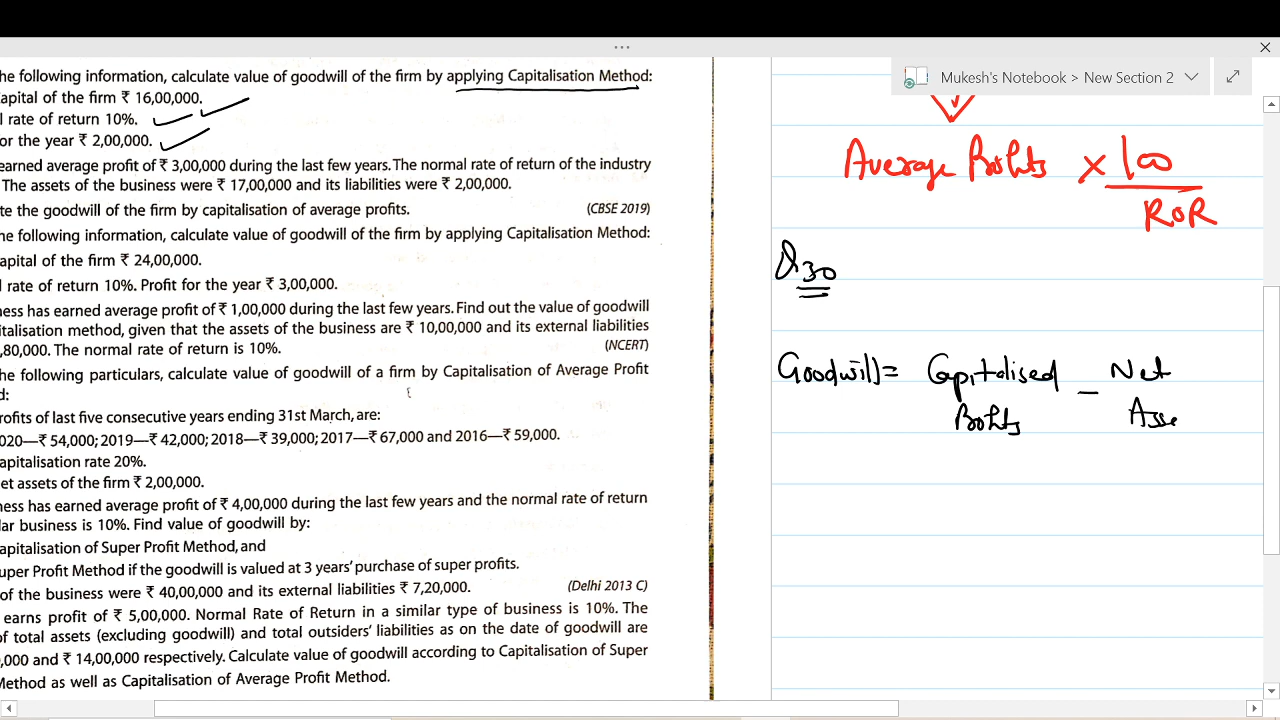 he following information, calculate value of goodwill of the firm by applying Capitalisation Method:
apital of the firm ₹ 16,00,000.
l rate of return 10%.
or the year ₹ 2,00,000.
earned average profit of ₹ 3,00,000 during the last few years. The normal rate of return of the industry
The assets of the business were ₹ 17,00,000 and its liabilities were ₹ 2,00,000.
te the goodwill of the firm by capitalisation of average profits. (CBSE 2019)
he following information, calculate value of goodwill of the firm by applying Capitalisation Method:
apital of the firm ₹ 24,00,000.
l rate of return 10%. Profit for the year ₹ 3,00,000.
ness has earned average profit of ₹ 1,00,000 during the last few years. Find out the value of goodwill
italisation method, given that the assets of the business are ₹ 10,00,000 and its external liabilities
,80,000. The normal rate of return is 10%. (NCERT)
he following particulars, calculate value of goodwill of a firm by Capitalisation of Average Profit
d:
rofits of last five consecutive years ending 31st March, are:
020—₹ 54,000; 2019—₹ 42,000; 2018—₹ 39,000; 2017—₹ 67,000 and 2016—₹ 59,000.
apitalisation rate 20%.
et assets of the firm ₹ 2,00,000.
ness has earned average profit of ₹ 4,00,000 during the last few years and the normal rate of return
lar business is 10%. Find value of goodwill by:
apitalisation of Super Profit Method, and
uper Profit Method if the goodwill is valued at 3 years' purchase of super profits.
of the business were ₹ 40,00,000 and its external liabilities ₹ 7,20,000. (Delhi 2013 C)
earns profit of ₹ 5,00,000. Normal Rate of Return in a similar type of business is 10%. The
of total assets (excluding goodwill) and total outsiders' liabilities as on the date of goodwill are
,000 and ₹ 14,00,000 respectively. Calculate value of goodwill according to Capitalisation of Super
Method as well as Capitalisation of Average Profit Method.
Mukesh's Notebook > New Section 2
Average Profits × 100
ROR
Q30
Goodwill = Capitalised – Net
Profits Asse